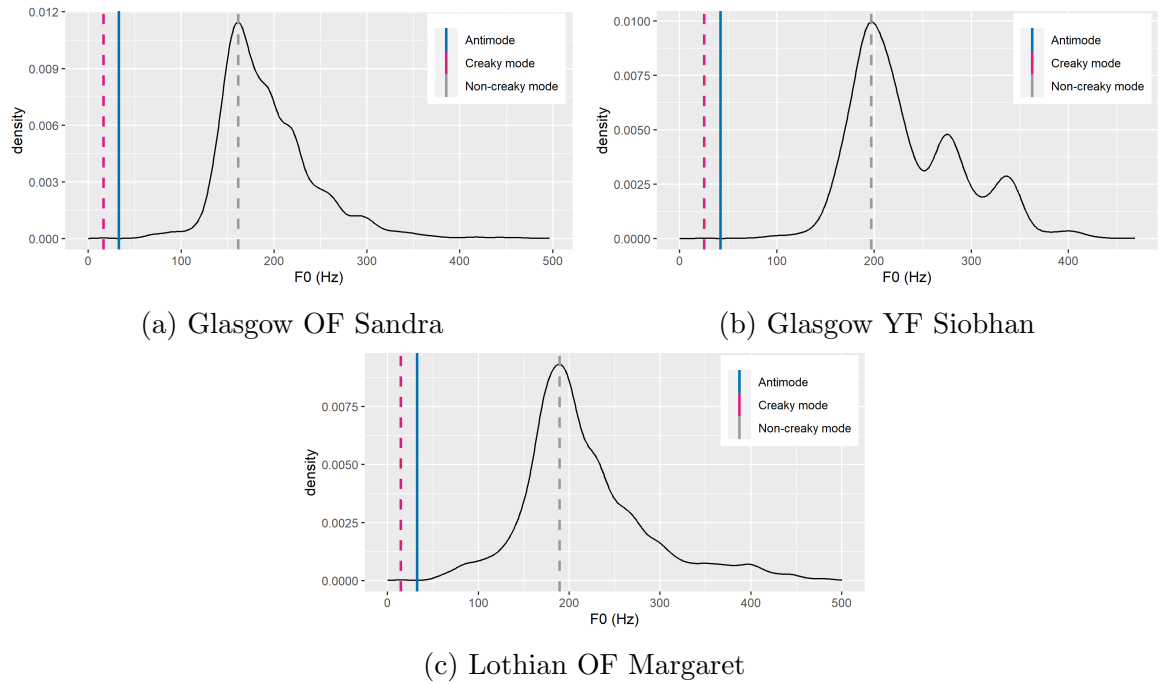 0.012
0.009
0.006
0.003
0.000
density
0 100 200 300 400 500
F0 (Hz)
Antimode
Creaky mode
Non-creaky mode
(a) Glasgow OF Sandra
0.0100
0.0075
0.0050
0.0025
0.0000
density
0 100 200 300 400
F0 (Hz)
Antimode
Creaky mode
Non-creaky mode
(b) Glasgow YF Siobhan
0.0075
0.0050
0.0025
0.0000
density
0 100 200 300 400 500
F0 (Hz)
Antimode
Creaky mode
Non-creaky mode
(c) Lothian OF Margaret